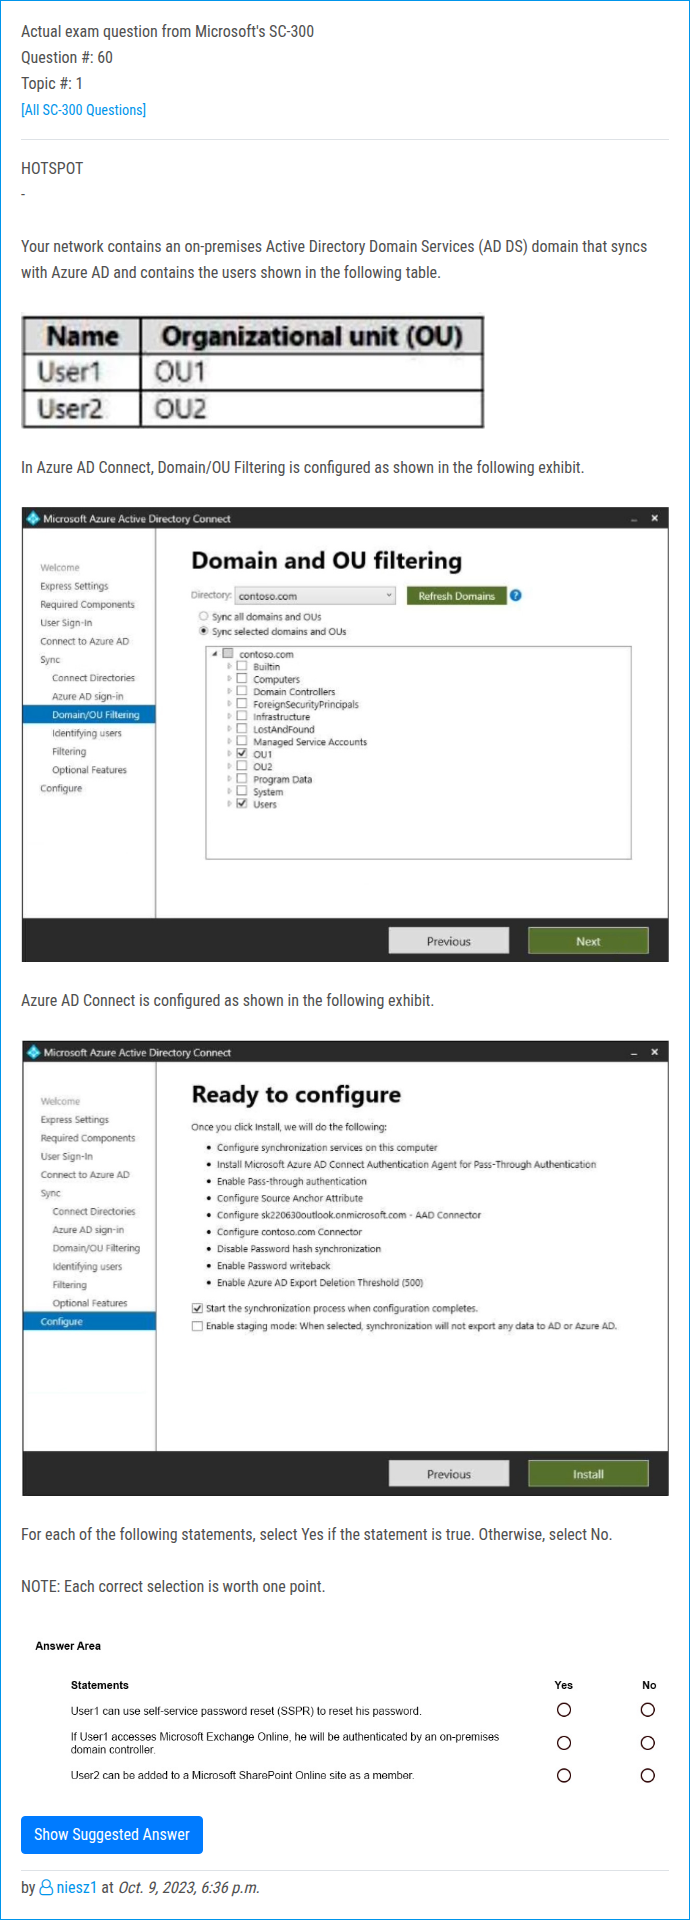 Actual exam question from Microsoft's SC-300
Question #: 60
Topic #: 1
[All SC-300 Questions]
HOTSPOT
-
Your network contains an on-premises Active Directory Domain Services (AD DS) domain that syncs
with Azure AD and contains the users shown in the following table.
Name Organizational unit (OU)
User1 OU1
User2 OU2
In Azure AD Connect, Domain/OU Filtering is configured as shown in the following exhibit.
Microsoft Azure Active Directory Connect
Welcome
Express Settings
Required Components
User Sign-In
Connect to Azure AD
Sync
Connect Directories
Azure AD sign-in
Domain/OU Filtering
Identifying users
Filtering
Optional Features
Configure
Domain and OU filtering
Directory: contoso.com Refresh Domains ?
Sync all domains and OUs
Sync selected domains and OUs
contoso.com
Builtin
Computers
Domain Controllers
ForeignSecurityPrincipals
Infrastructure
LostAndFound
Managed Service Accounts
OU1
OU2
Program Data
System
Users
Previous Next
Azure AD Connect is configured as shown in the following exhibit.
Microsoft Azure Active Directory Connect
Welcome
Express Settings
Required Components
User Sign-In
Connect to Azure AD
Sync
Connect Directories
Azure AD sign-in
Domain/OU Filtering
Identifying users
Filtering
Optional Features
Configure
Ready to configure
Once you click Install, we will do the following:
• Configure synchronization services on this computer
• Install Microsoft Azure AD Connect Authentication Agent for Pass-Through Authentication
• Enable Pass-through authentication
• Configure Source Anchor Attribute
• Configure sk220630outlook.onmicrosoft.com - AAD Connector
• Configure contoso.com Connector
• Disable Password hash synchronization
• Enable Password writeback
• Enable Azure AD Export Deletion Threshold (500)
Start the synchronization process when configuration completes.
Enable staging mode: When selected, synchronization will not export any data to AD or Azure AD.
Previous Install
For each of the following statements, select Yes if the statement is true. Otherwise, select No.
NOTE: Each correct selection is worth one point.
Answer Area
Statements Yes No
User1 can use self-service password reset (SSPR) to reset his password.
If User1 accesses Microsoft Exchange Online, he will be authenticated by an on-premises
domain controller.
User2 can be added to a Microsoft SharePoint Online site as a member.
Show Suggested Answer
by niesz1 at Oct. 9, 2023, 6:36 p.m.